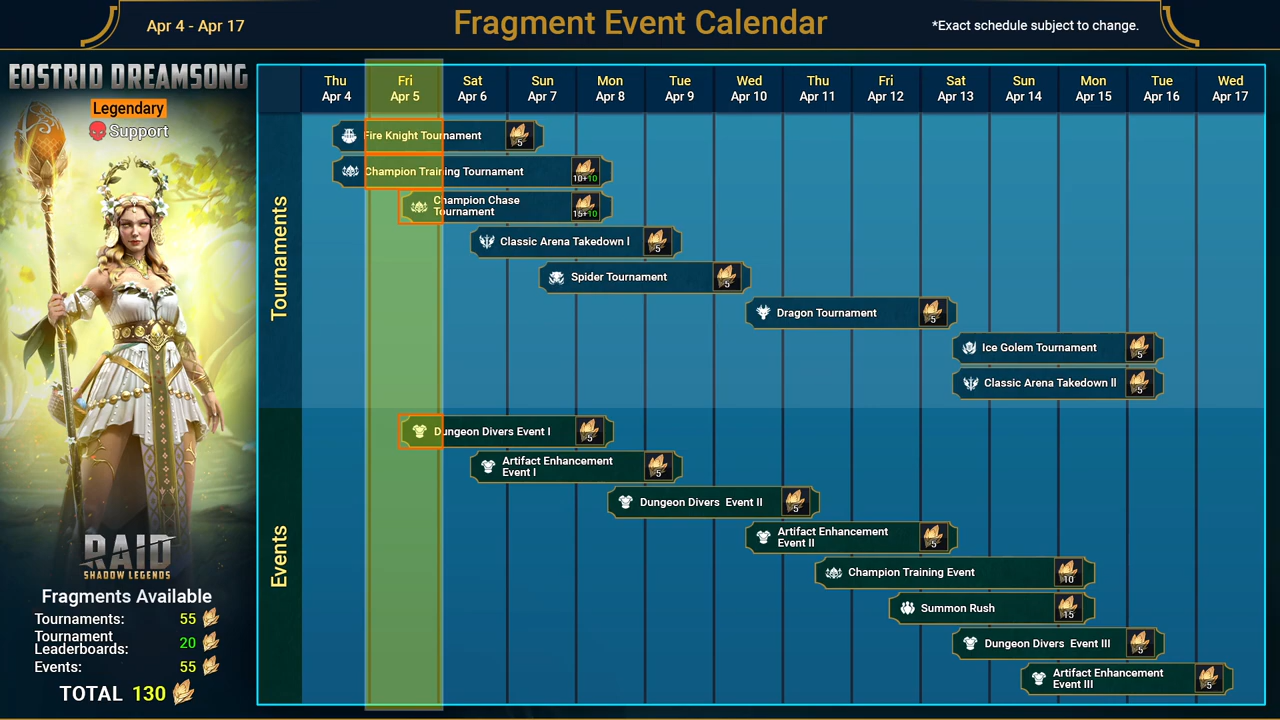 Apr 4 - Apr 17
Fragment Event Calendar
*Exact schedule subject to change.
EOSTRID DREAMSONG
Legendary
Support
Thu Fri Sat Sun Mon Tue Wed Thu Fri Sat Sun Mon Tue Wed
Apr 4 Apr 5 Apr 6 Apr 7 Apr 8 Apr 9 Apr 10 Apr 11 Apr 12 Apr 13 Apr 14 Apr 15 Apr 16 Apr 17
Tournaments
Fire Knight Tournament 5
Champion Training Tournament 10+10
Champion Chase
Tournament 15+10
Classic Arena Takedown I 5
Spider Tournament 5
Dragon Tournament 5
Ice Golem Tournament 5
Classic Arena Takedown II 5
Events
Dungeon Divers Event I 5
Artifact Enhancement
Event I 5
Dungeon Divers Event II 5
Artifact Enhancement
Event II 5
Champion Training Event 10
Summon Rush 15
Dungeon Divers Event III 5
Artifact Enhancement
Event III 5
RAID
SHADOW LEGENDS
Fragments Available
Tournaments: 55
Tournament
Leaderboards: 20
Events: 55
TOTAL 130